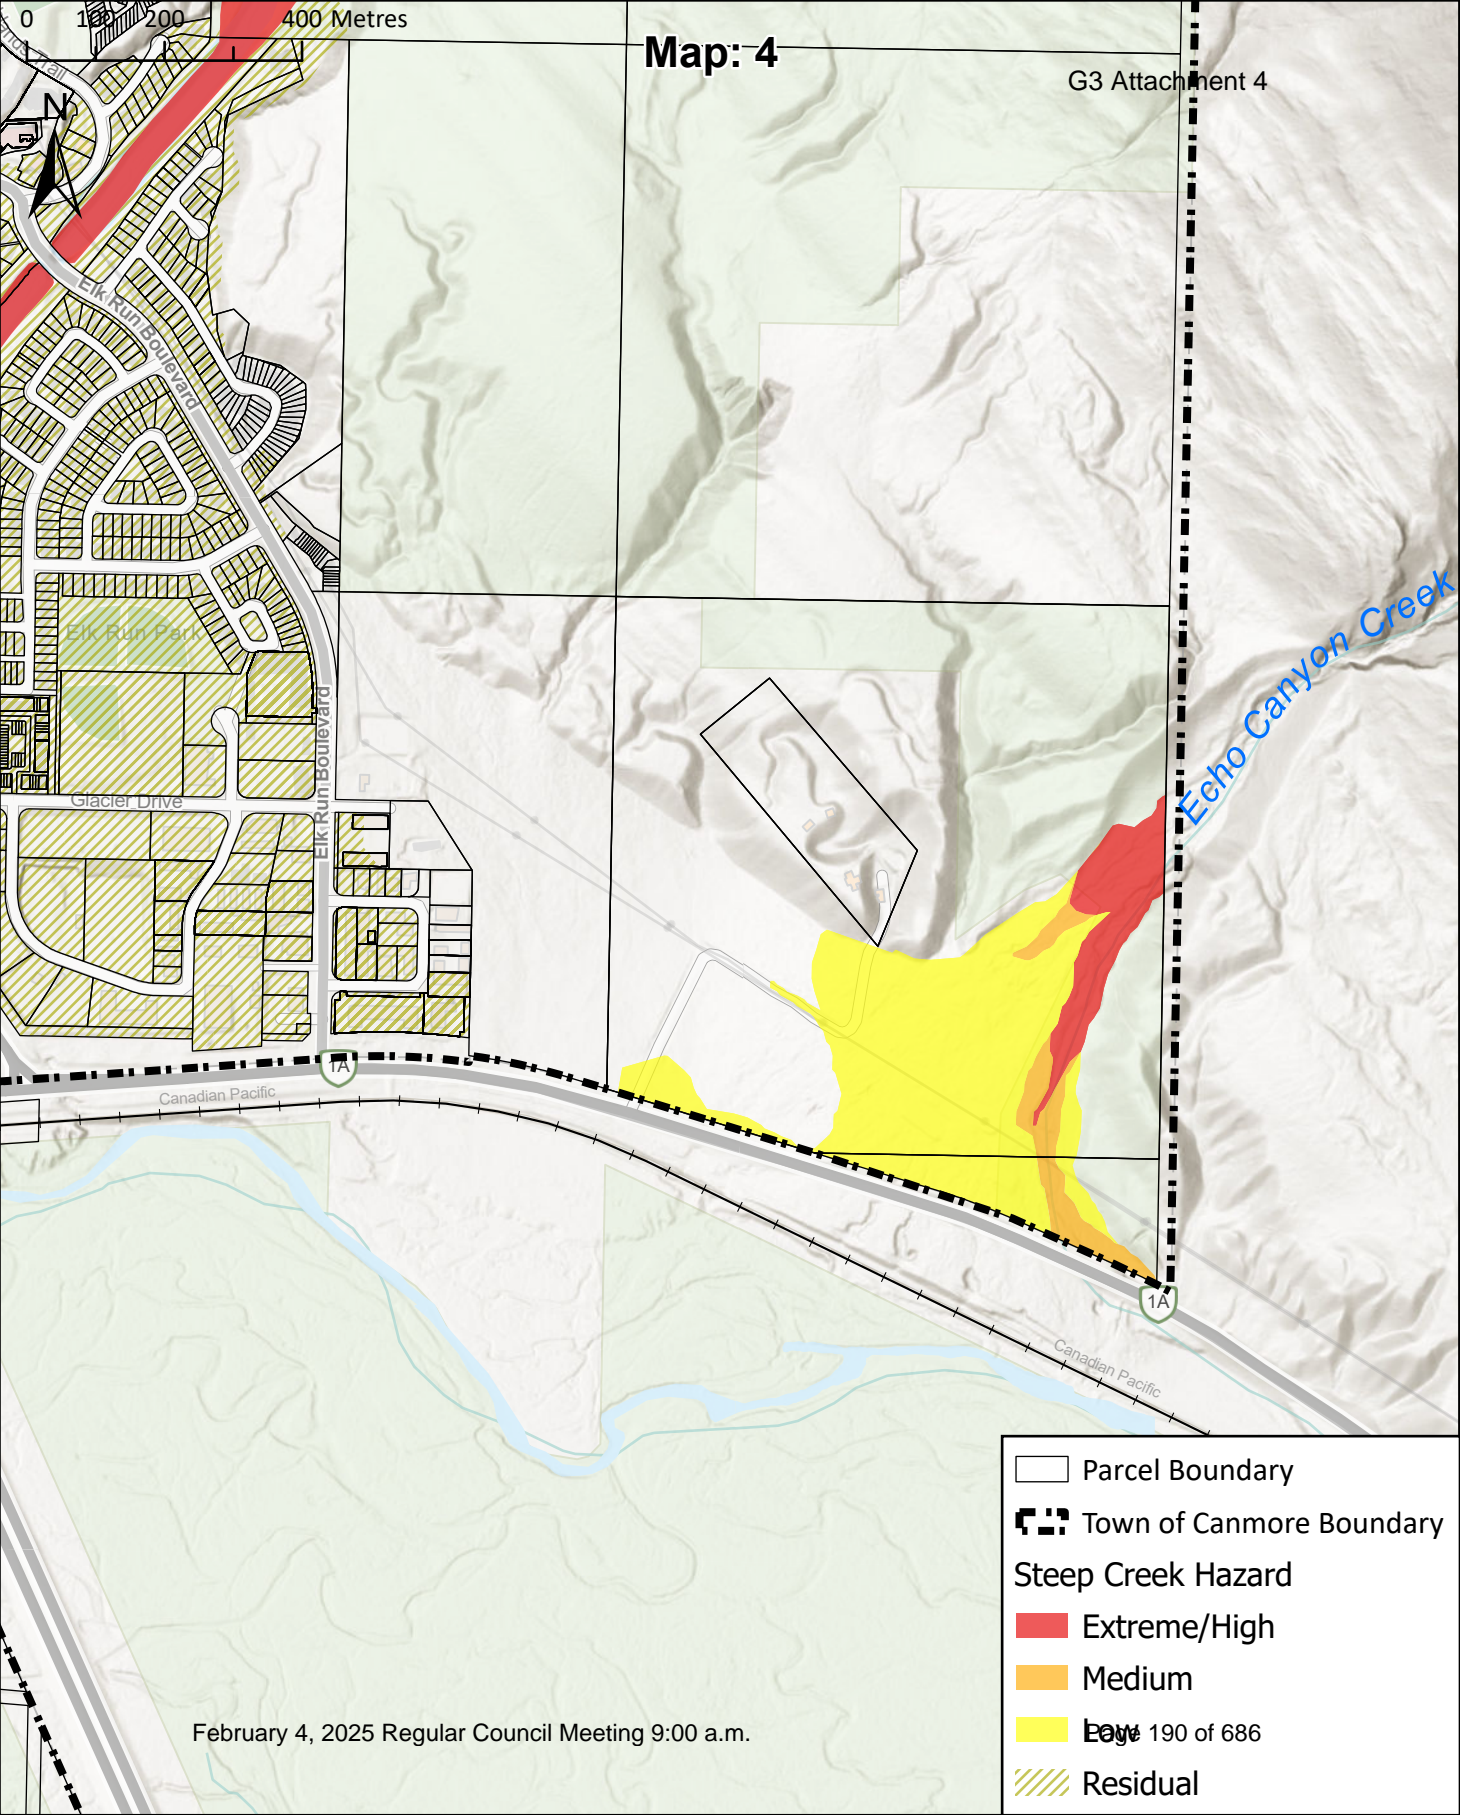 0 100 200 400 Metres
Map: 4
G3 Attachment 4
Trail
N
Elk Run Boulevard
Echo Canyon Creek
Elk Run Park
Elk Run Boulevard
Glacier Drive
1A
Canadian Pacific
1A
Canadian Pacific
Parcel Boundary
Town of Canmore Boundary
Steep Creek Hazard
Extreme/High
Medium
Low
Page 190 of 686
Residual
February 4, 2025 Regular Council Meeting 9:00 a.m.